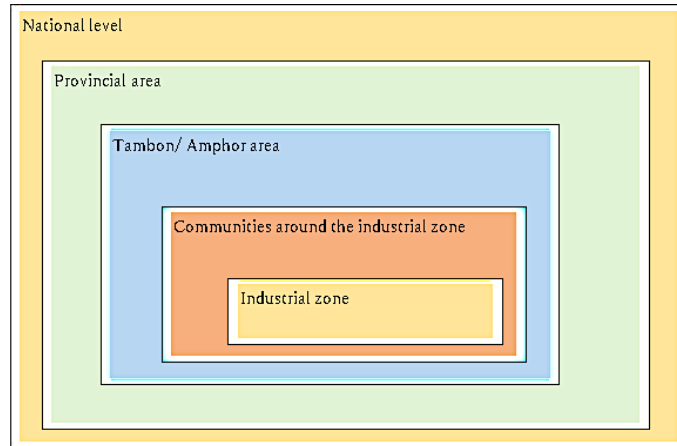 National level
Provincial area
Tambon/ Amphor area
Communities around the industrial zone
Industrial zone